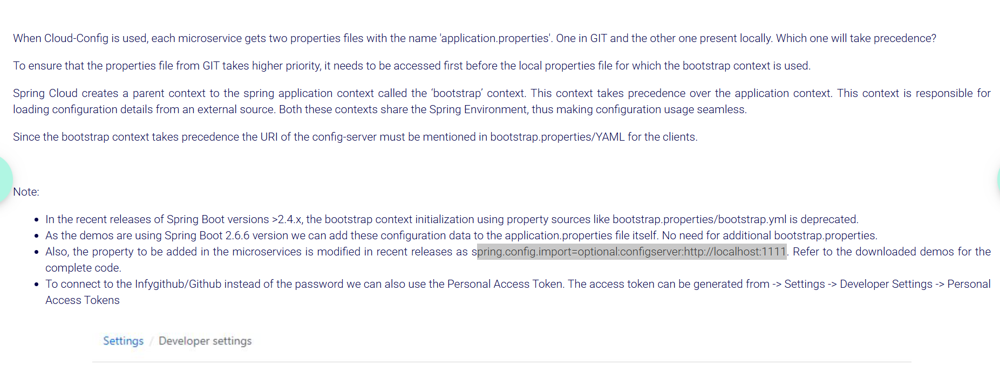 When Cloud-Config is used, each microservice gets two properties files with the name 'application.properties'. One in GIT and the other one present locally. Which one will take precedence?
To ensure that the properties file from GIT takes higher priority, it needs to be accessed first before the local properties file for which the bootstrap context is used.
Spring Cloud creates a parent context to the spring application context called the ‘bootstrap’ context. This context takes precedence over the application context. This context is responsible for
loading configuration details from an external source. Both these contexts share the Spring Environment, thus making configuration usage seamless.
Since the bootstrap context takes precedence the URI of the config-server must be mentioned in bootstrap.properties/YAML for the clients.
Note:
• In the recent releases of Spring Boot versions >2.4.x, the bootstrap context initialization using property sources like bootstrap.properties/bootstrap.yml is deprecated.
• As the demos are using Spring Boot 2.6.6 version we can add these configuration data to the application.properties file itself. No need for additional bootstrap.properties.
• Also, the property to be added in the microservices is modified in recent releases as spring.config.import=optional:configserver:http://localhost:1111. Refer to the downloaded demos for the
complete code.
• To connect to the Infygithub/Github instead of the password we can also use the Personal Access Token. The access token can be generated from -> Settings -> Developer Settings -> Personal
Access Tokens
Settings / Developer settings